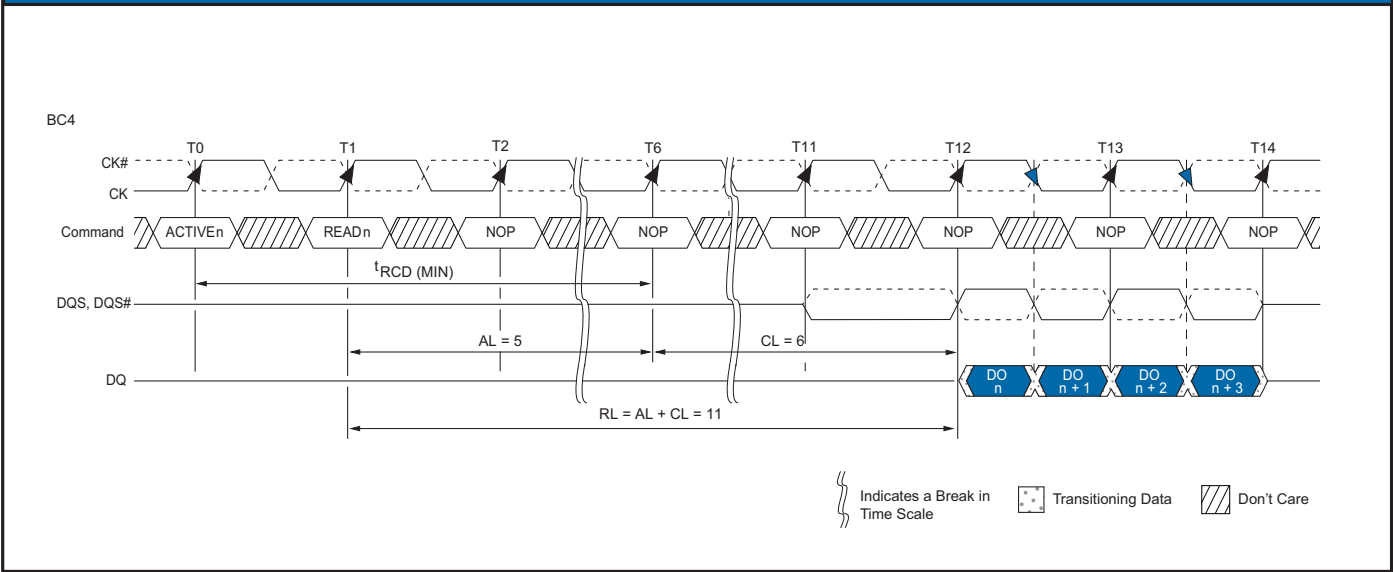 BC4
T0 T1 T2 T6 T11 T12 T13 T14
CK#
CK
Command ACTIVE n READ n NOP NOP NOP NOP NOP NOP
tRCD (MIN)
DQS, DQS#
AL = 5 CL = 6
DQ DO n DO n + 1 DO n + 2 DO n + 3
RL = AL + CL = 11
Indicates a Break in
Time Scale
Transitioning Data
Don't Care